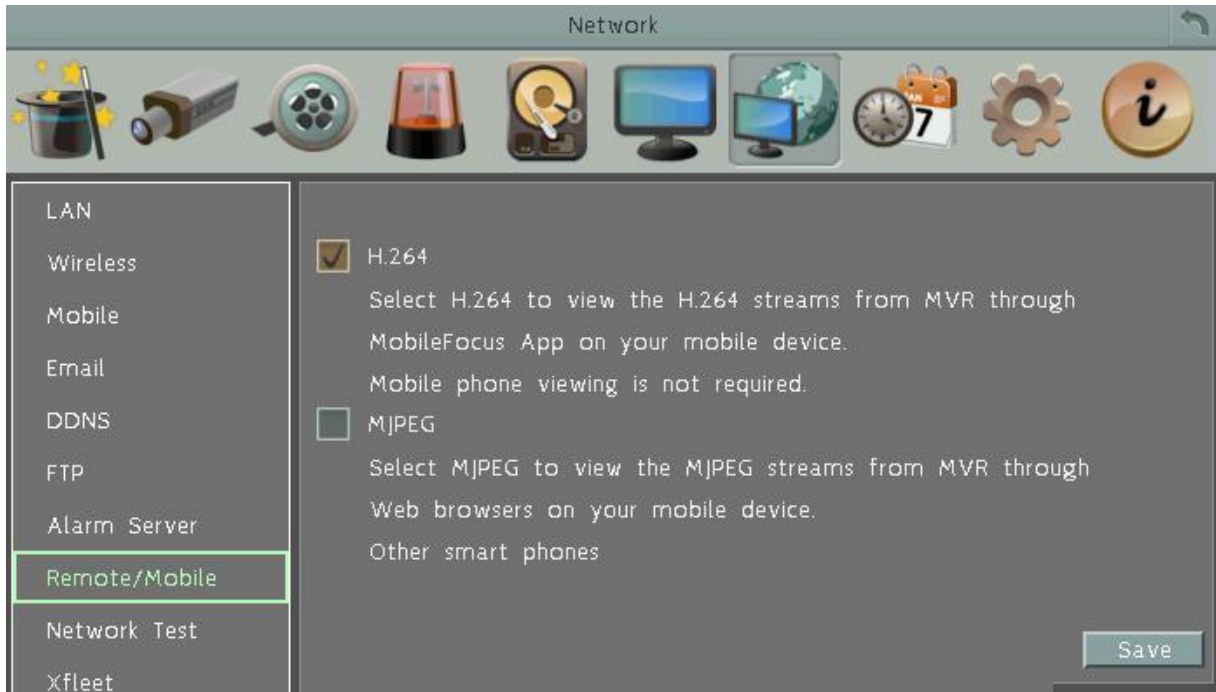 Network
7
i
LAN
Wireless
Mobile
Email
DDNS
FTP
Alarm Server
Remote/Mobile
Network Test
Xfleet
H.264
Select H.264 to view the H.264 streams from MVR through
MobileFocus App on your mobile device.
Mobile phone viewing is not required.
MJPEG
Select MJPEG to view the MJPEG streams from MVR through
Web browsers on your mobile device.
Other smart phones
Save